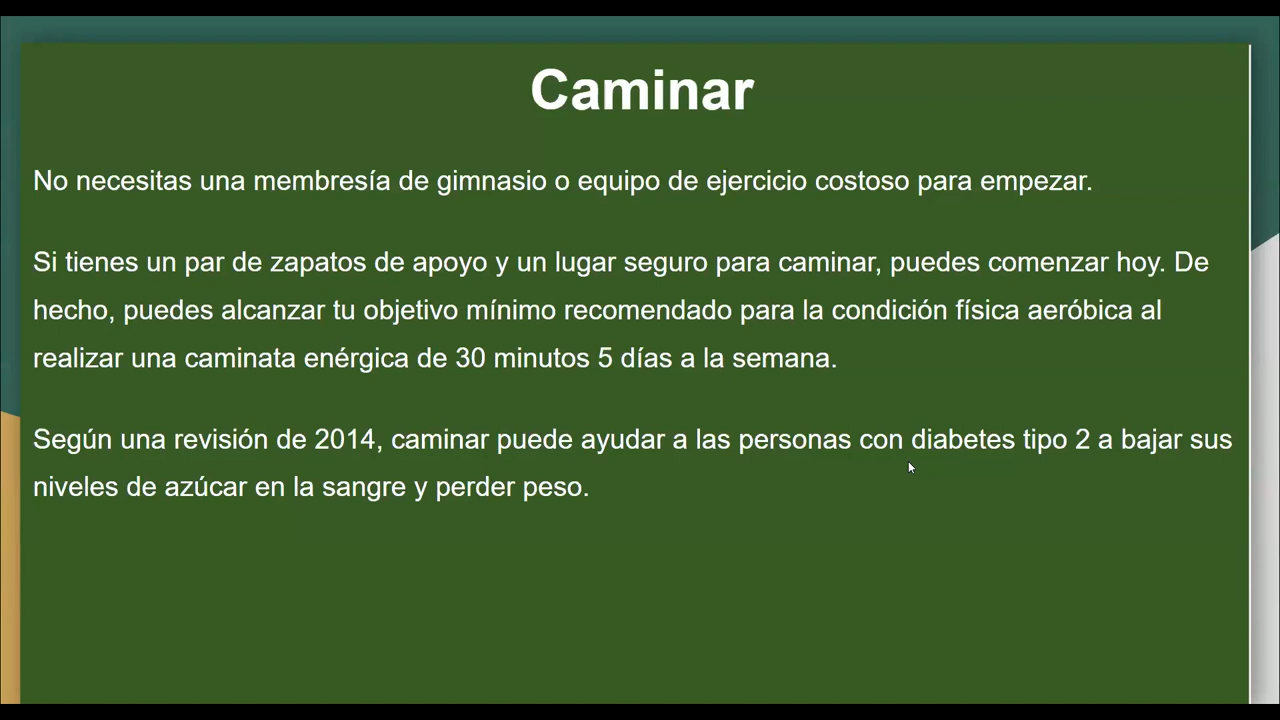 Caminar
No necesitas una membresía de gimnasio o equipo de ejercicio costoso para empezar.
Si tienes un par de zapatos de apoyo y un lugar seguro para caminar, puedes comenzar hoy. De
hecho, puedes alcanzar tu objetivo mínimo recomendado para la condición física aeróbica al
realizar una caminata enérgica de 30 minutos 5 días a la semana.
Según una revisión de 2014, caminar puede ayudar a las personas con diabetes tipo 2 a bajar sus
niveles de azúcar en la sangre y perder peso.